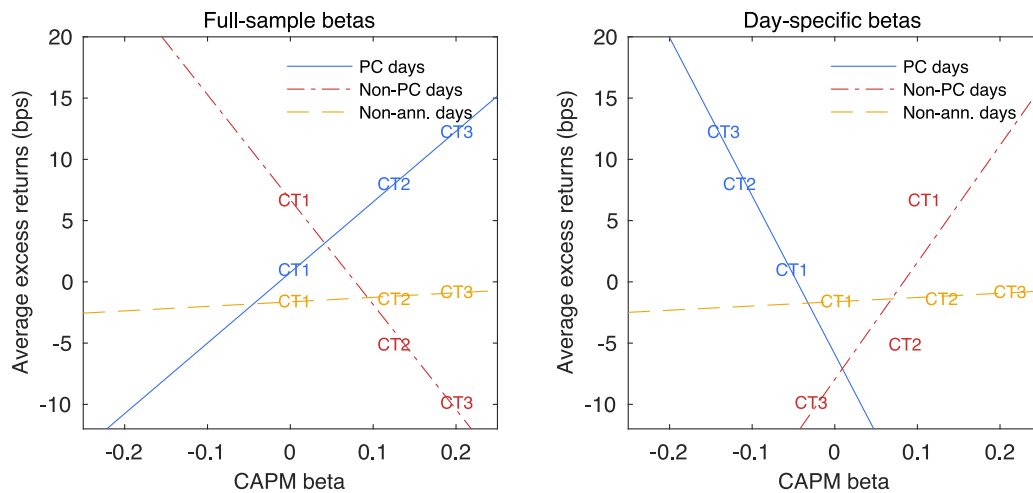 Full-sample betas
Average excess returns (bps)
20
15
10
5
0
-5
-10
PC days
Non-PC days
Non-ann. days
CT3
CT2
CT1
CT1
CT1
CT2
CT3
CT2
CT3
-0.2
-0.1
0
0.1
0.2
CAPM beta
Day-specific betas
Average excess returns (bps)
20
15
10
5
0
-5
-10
PC days
Non-PC days
Non-ann. days
CT3
CT2
CT1
CT1
CT1
CT2
CT3
CT2
CT3
-0.2
-0.1
0
0.1
0.2
CAPM beta